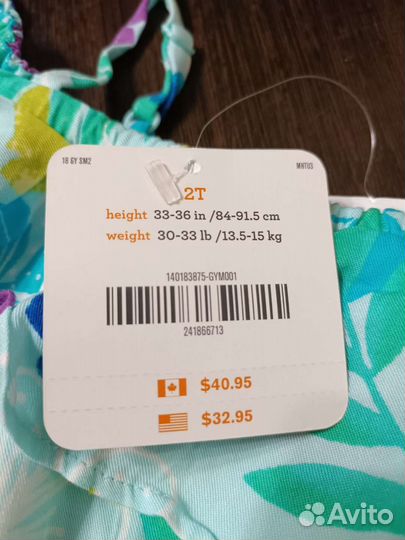 18 GY SM2
MNTO3
2T
height 33-36 in /84-91.5 cm
weight 30-33 lb /13.5-15 kg
140183875-GYM001
241866713
$40.95
$32.95
Avito